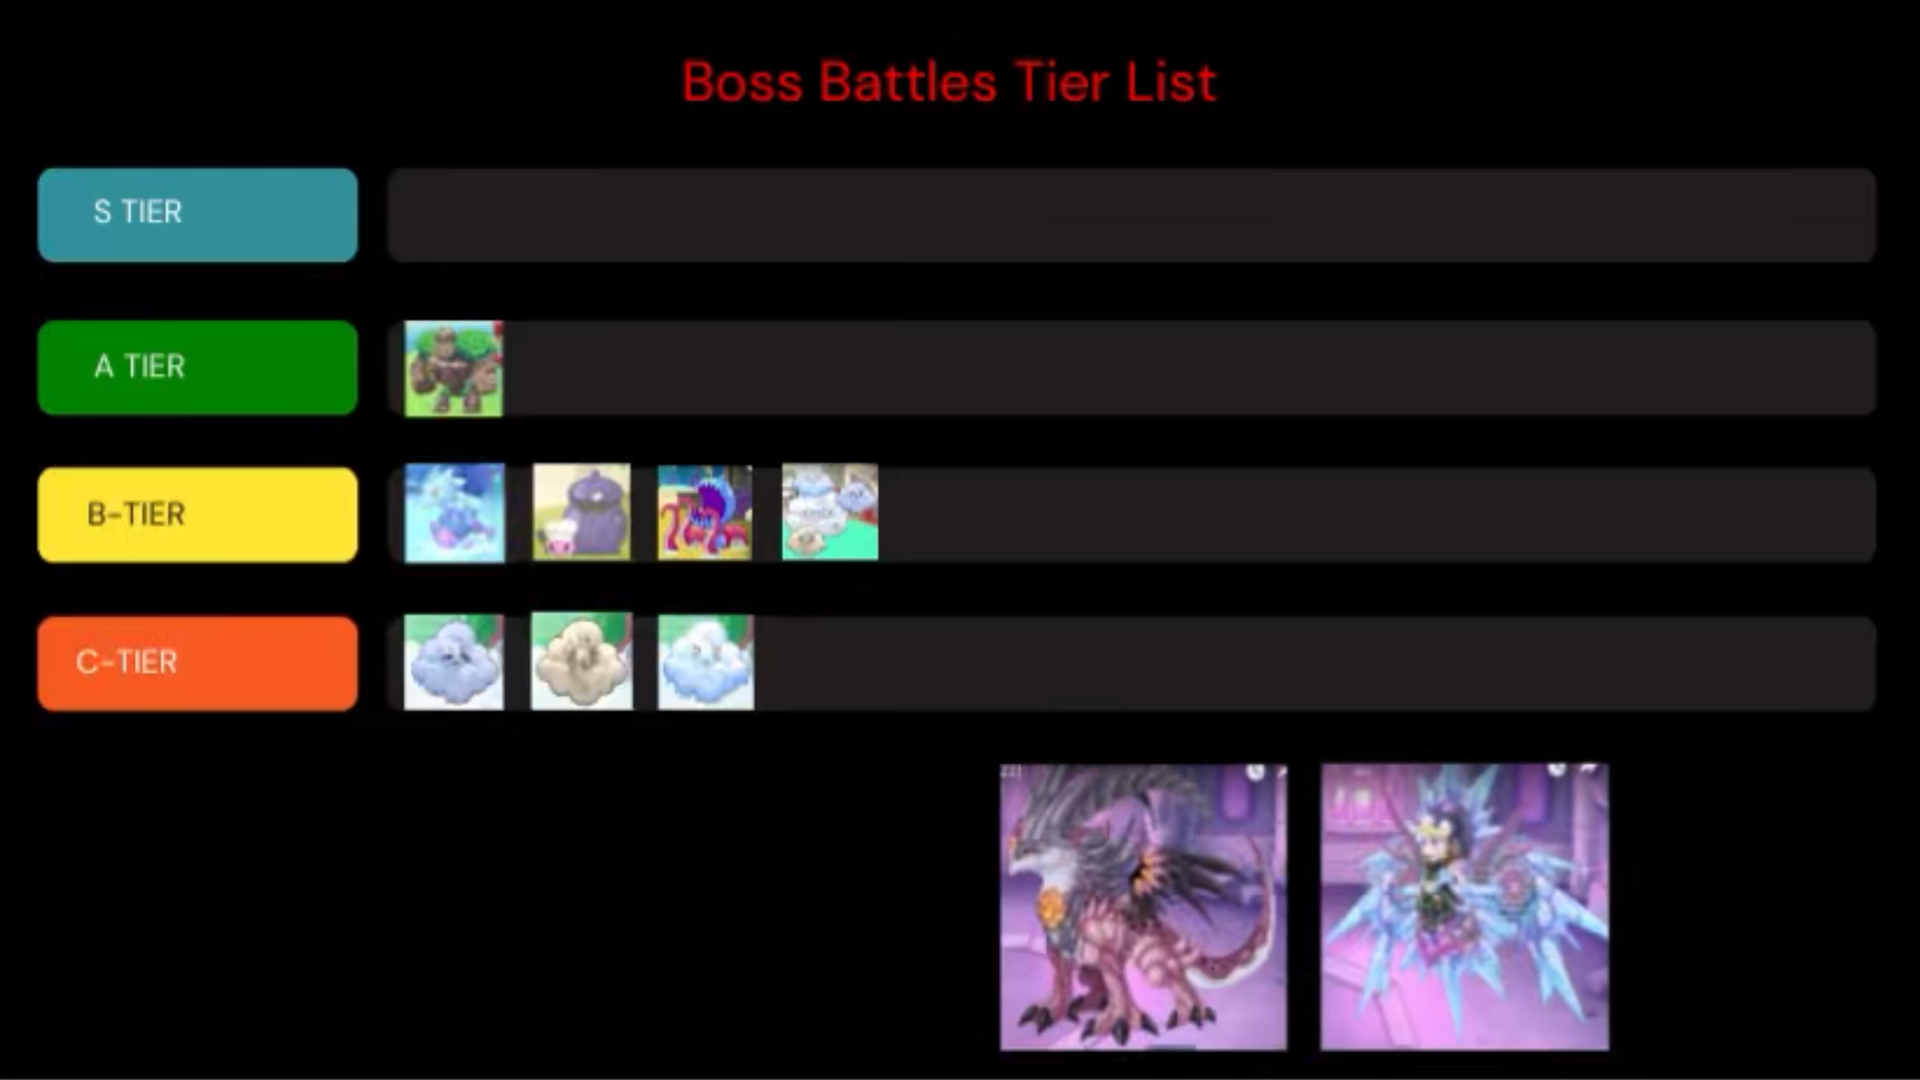 Boss Battles Tier List
S TIER
A TIER
B-TIER
C-TIER